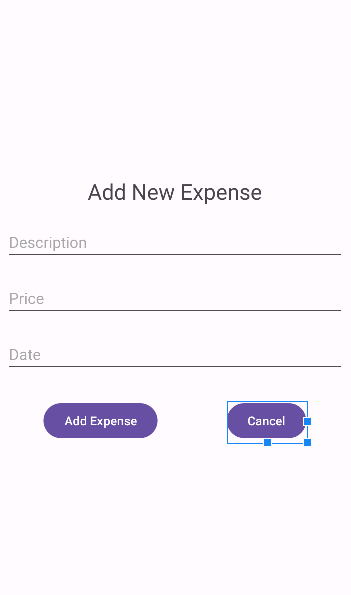 Add New Expense
Description
Price
Date
Add Expense
Cancel